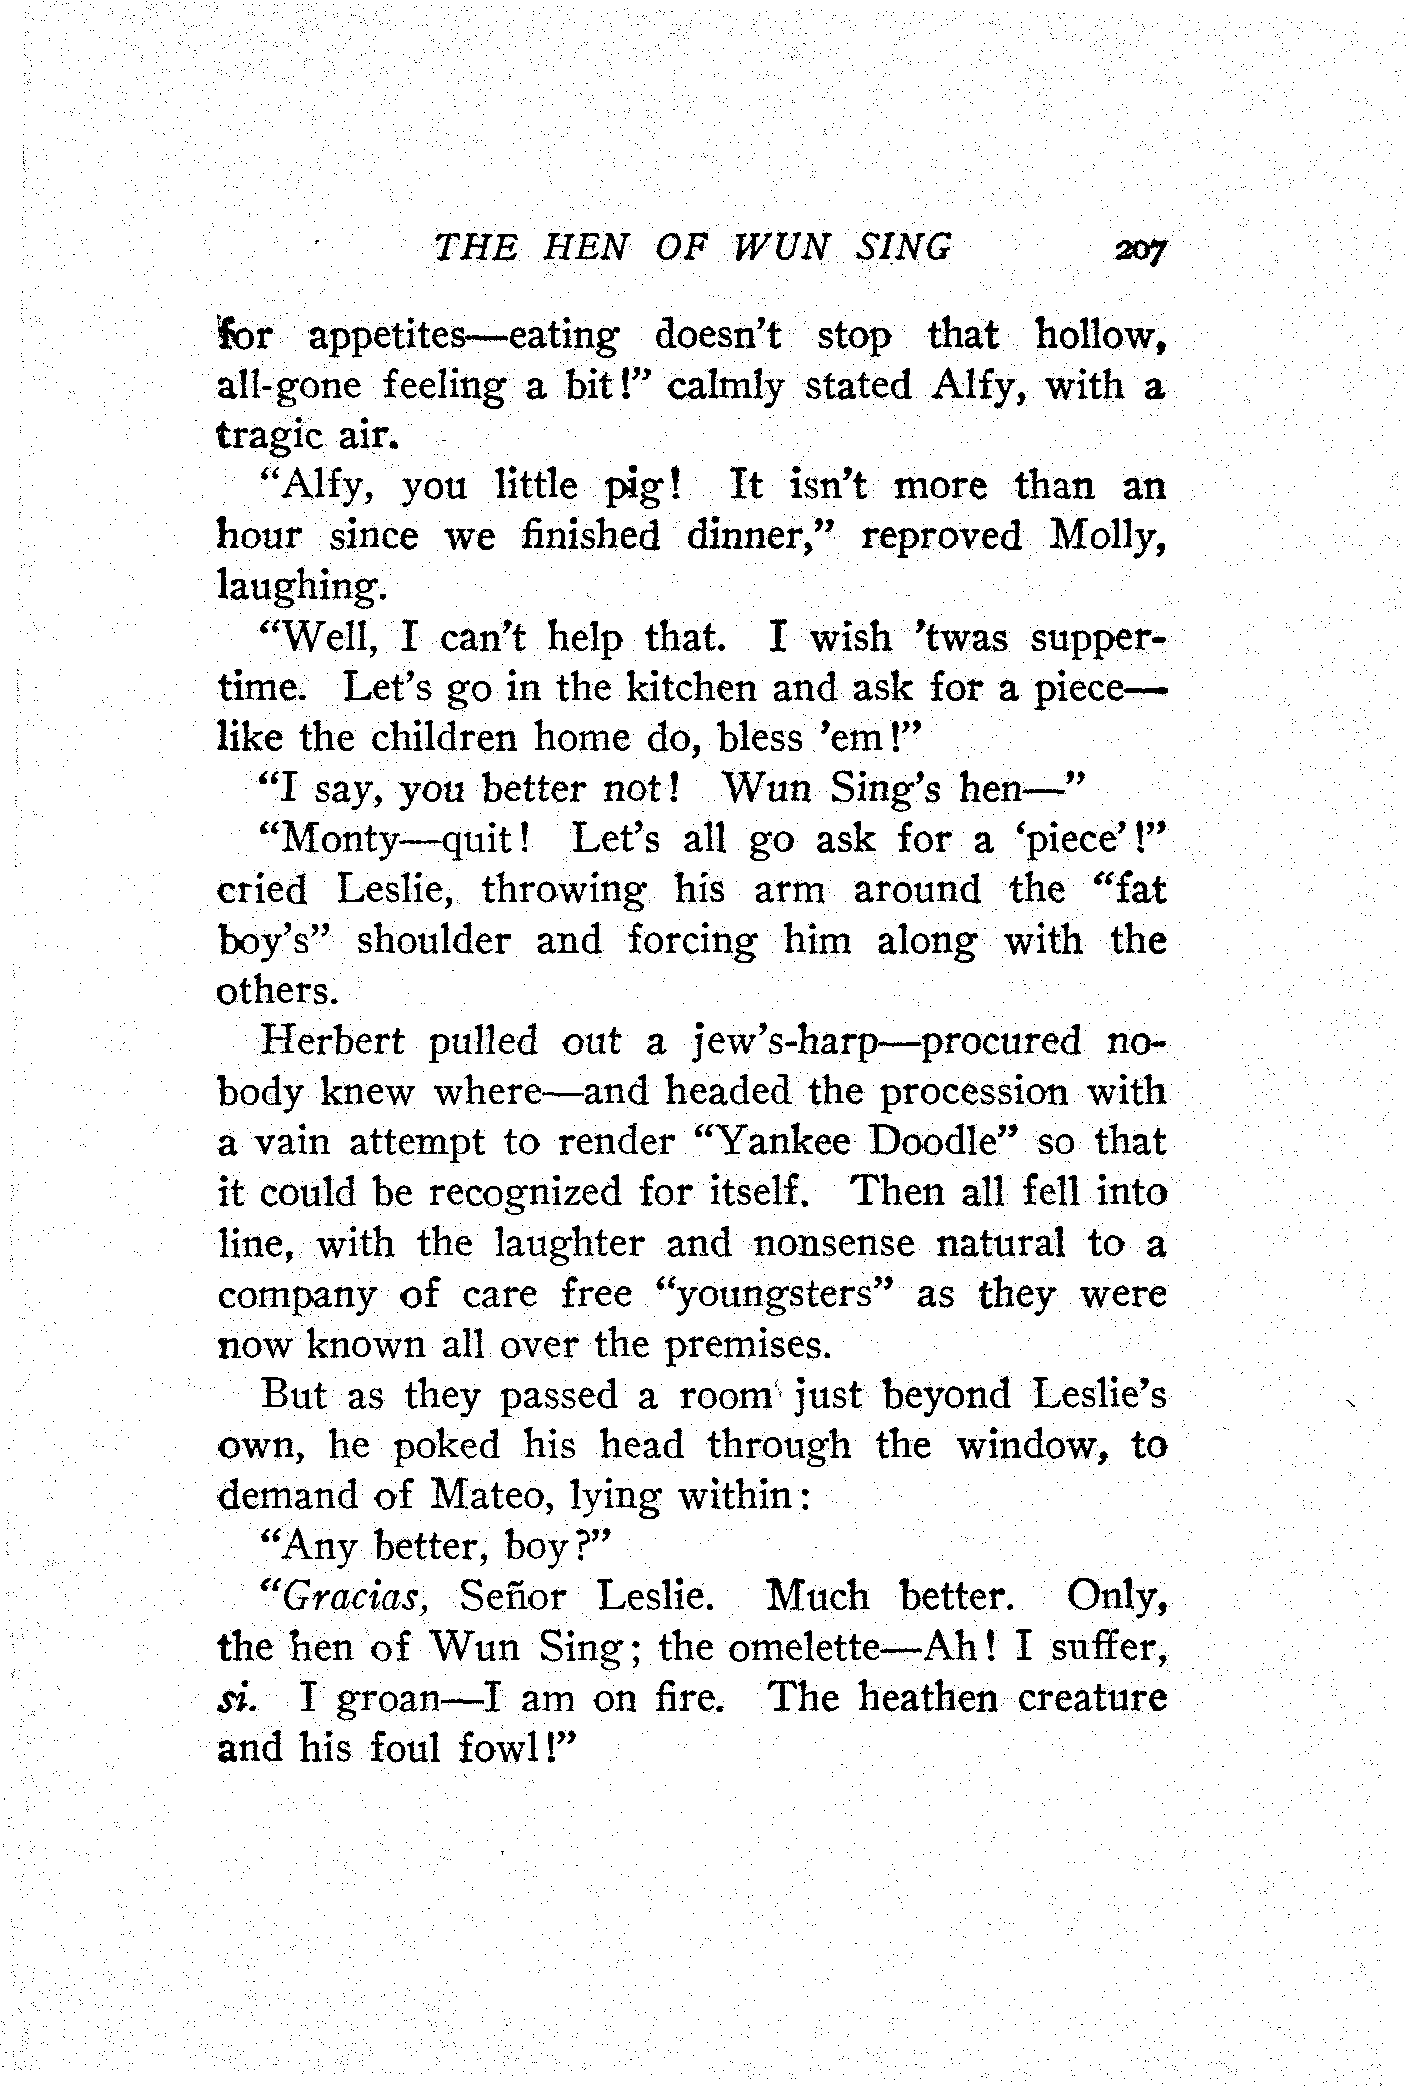 THE HEN OF WUN SING 207
for appetites—eating doesn't stop that hollow,
all-gone feeling a bit!" calmly stated Alfy, with a
tragic air.
"Alfy, you little pig! It isn't more than an
hour since we finished dinner," reproved Molly,
laughing.
"Well, I can't help that. I wish 'twas supper-
time. Let's go in the kitchen and ask for a piece—
like the children home do, bless 'em!"
"I say, you better not! Wun Sing's hen—"
"Monty—quit! Let's all go ask for a 'piece'!"
cried Leslie, throwing his arm around the "fat
boy's" shoulder and forcing him along with the
others.
Herbert pulled out a jew's-harp—procured no-
body knew where—and headed the procession with
a vain attempt to render "Yankee Doodle" so that
it could be recognized for itself. Then all fell into
line, with the laughter and nonsense natural to a
company of care free "youngsters" as they were
now known all over the premises.
But as they passed a room just beyond Leslie's
own, he poked his head through the window, to
demand of Mateo, lying within:
"Any better, boy?"
"Gracias, Señor Leslie. Much better. Only,
the hen of Wun Sing; the omelette—Ah! I suffer,
si. I groan—I am on fire. The heathen creature
and his foul fowl!"